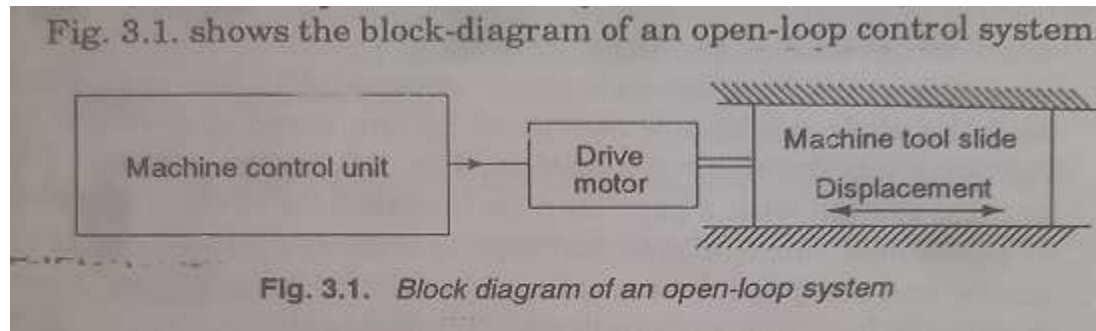 Fig. 3.1. shows the block-diagram of an open-loop control system
Machine control unit
Drive
motor
Machine tool slide
Displacement
Fig. 3.1. Block diagram of an open-loop system